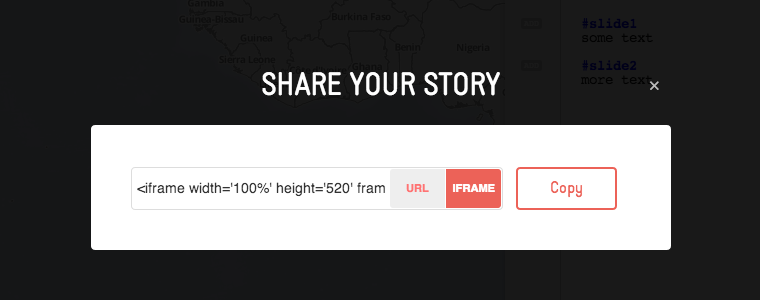 Gambia
Guinea-Bissau
Burkina Faso
Guinea
Benin
Nigeria
Sierra Leone
Ghana
#slide1
some text
#slide2
more text
SHARE YOUR STORY
×
<iframe width='100%' height='520' fram
URL
IFRAME
Copy